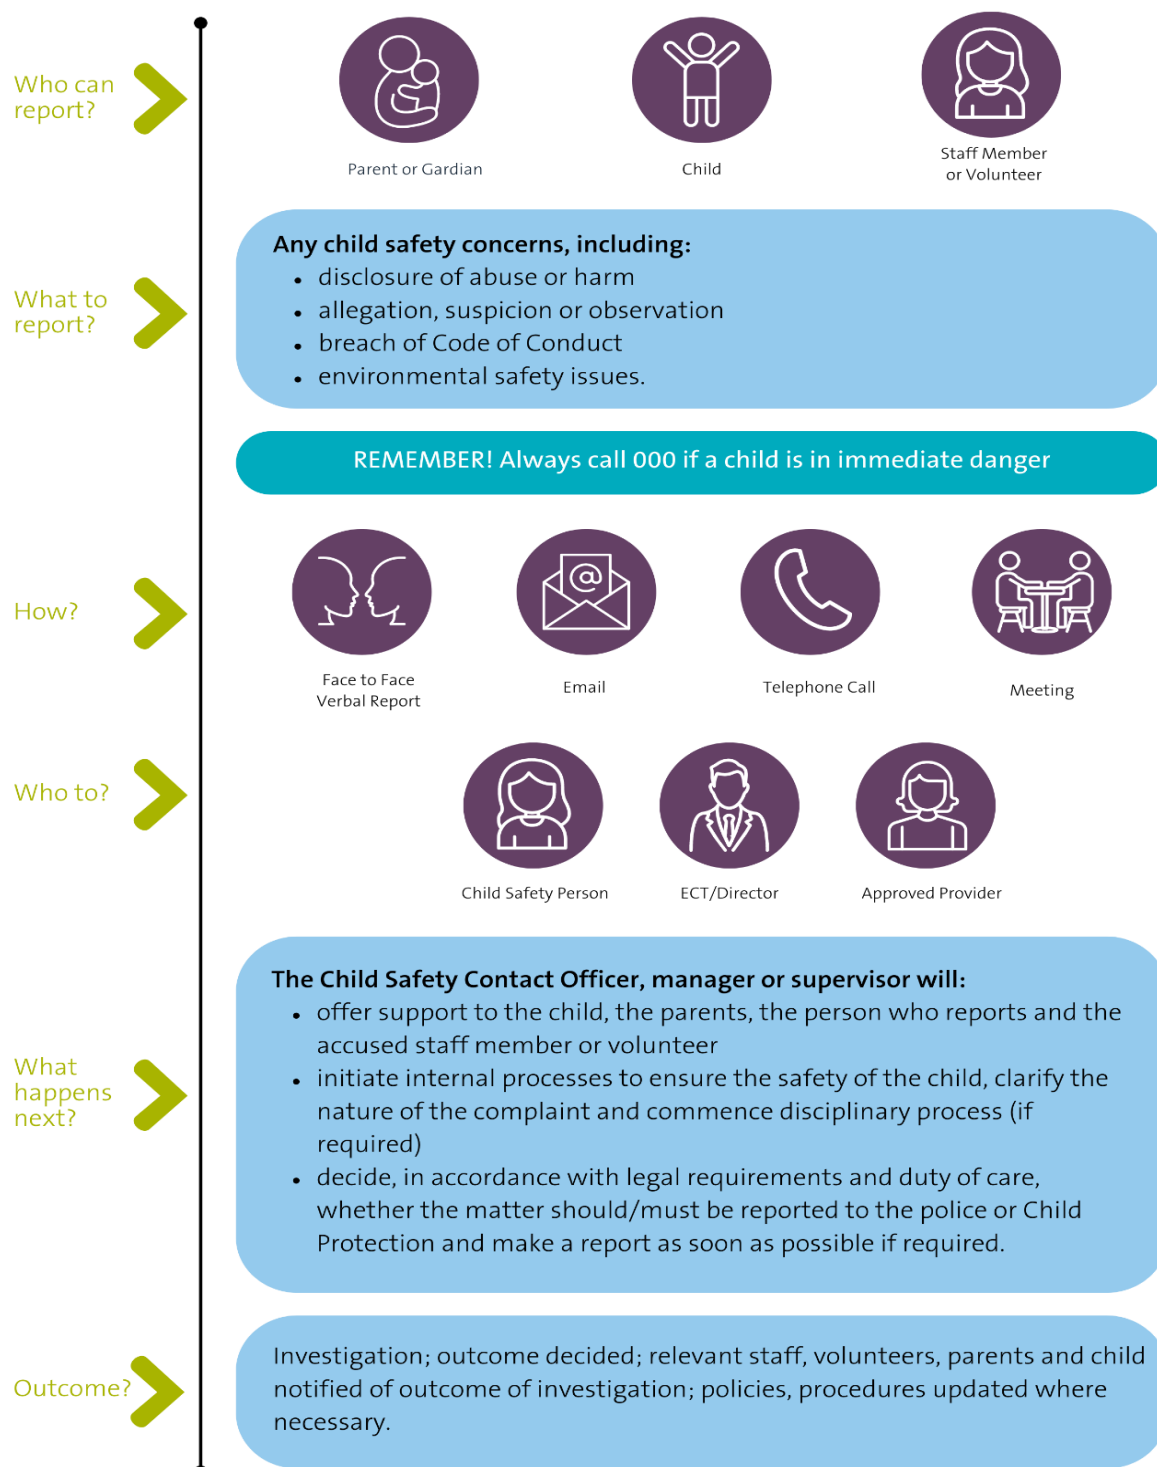 Who can
report?
Parent or Gardian
Child
Staff Member
or Volunteer
What to
report?
Any child safety concerns, including:
• disclosure of abuse or harm
• allegation, suspicion or observation
• breach of Code of Conduct
• environmental safety issues.
REMEMBER! Always call 000 if a child is in immediate danger
How?
@
Face to Face
Verbal Report
Email
Telephone Call
Meeting
Who to?
Child Safety Person
ECT/Director
Approved Provider
What
happens
next?
The Child Safety Contact Officer, manager or supervisor will:
• offer support to the child, the parents, the person who reports and the
accused staff member or volunteer
• initiate internal processes to ensure the safety of the child, clarify the
nature of the complaint and commence disciplinary process (if
required)
• decide, in accordance with legal requirements and duty of care,
whether the matter should/must be reported to the police or Child
Protection and make a report as soon as possible if required.
Outcome?
Investigation; outcome decided; relevant staff, volunteers, parents and child
notified of outcome of investigation; policies, procedures updated where
necessary.